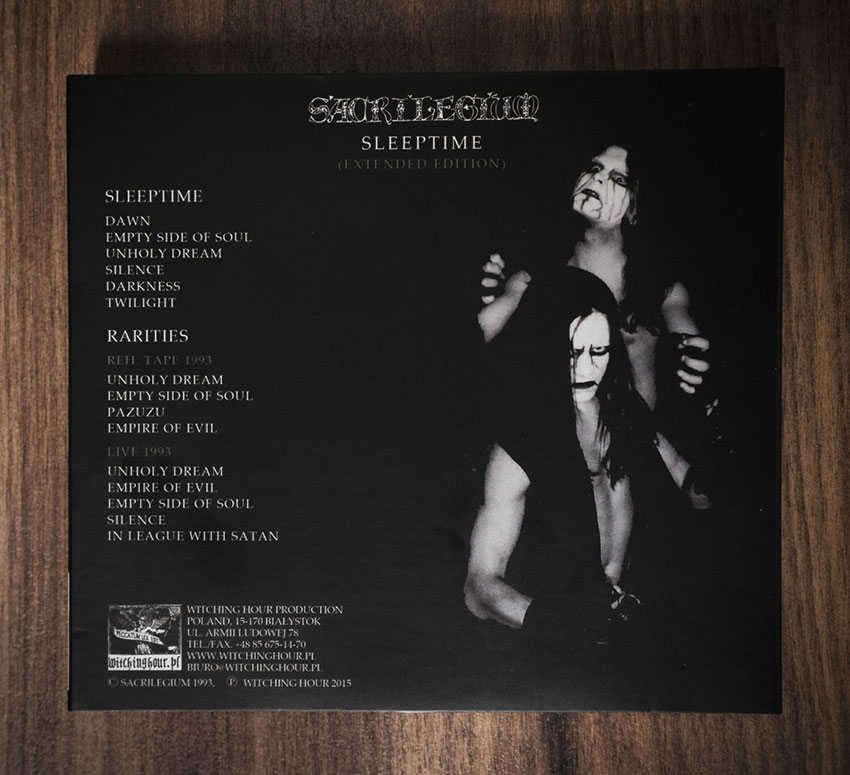 SACRILEGIUM
SLEEPTIME
(EXTENDED EDITION)
SLEEPTIME
DAWN
EMPTY SIDE OF SOUL
UNHOLY DREAM
SILENCE
DARKNESS
TWILIGHT
RARITIES
REH. TAPE 1993
UNHOLY DREAM
EMPTY SIDE OF SOUL
PAZUZU
EMPIRE OF EVIL
LIVE 1993
UNHOLY DREAM
EMPIRE OF EVIL
EMPTY SIDE OF SOUL
SILENCE
IN LEAGUE WITH SATAN
witchinghour.pl
WITCHING HOUR PRODUCTION
POLAND, 15-170 BIAŁYSTOK
UL. ARMII LUDOWEJ 78
TEL./FAX. +48 85 675-14-70
WWW.WITCHINGHOUR.PL
BIURO@WITCHINGHOUR.PL
© SACRILEGIUM 1993, ℗ WITCHING HOUR 2015